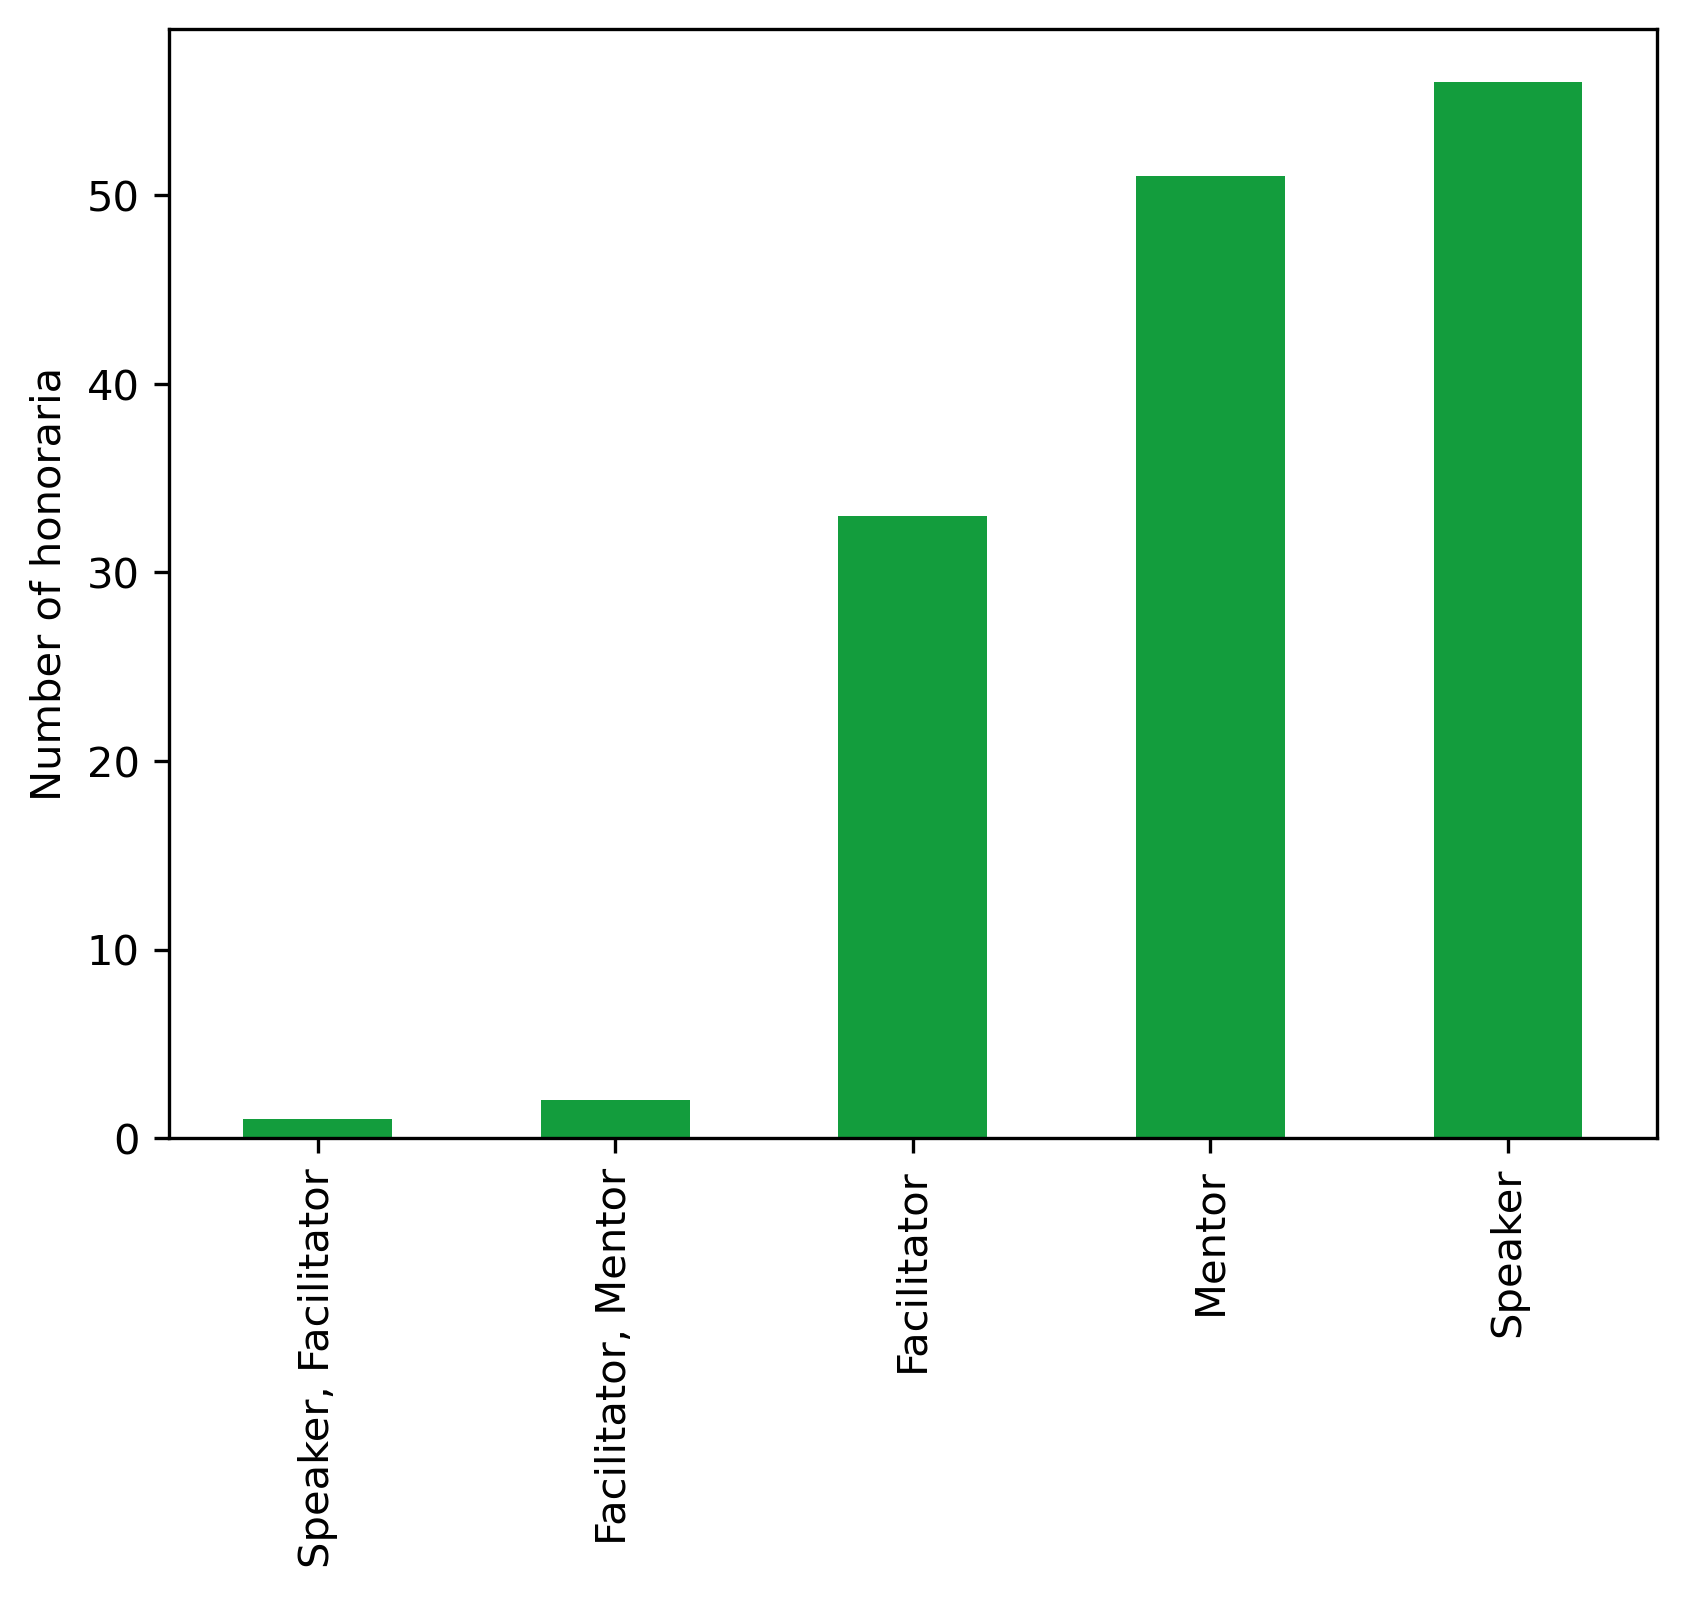 Number of honoraria
50
40
30
20
10
0
Speaker, Facilitator
Facilitator, Mentor
Facilitator
Mentor
Speaker